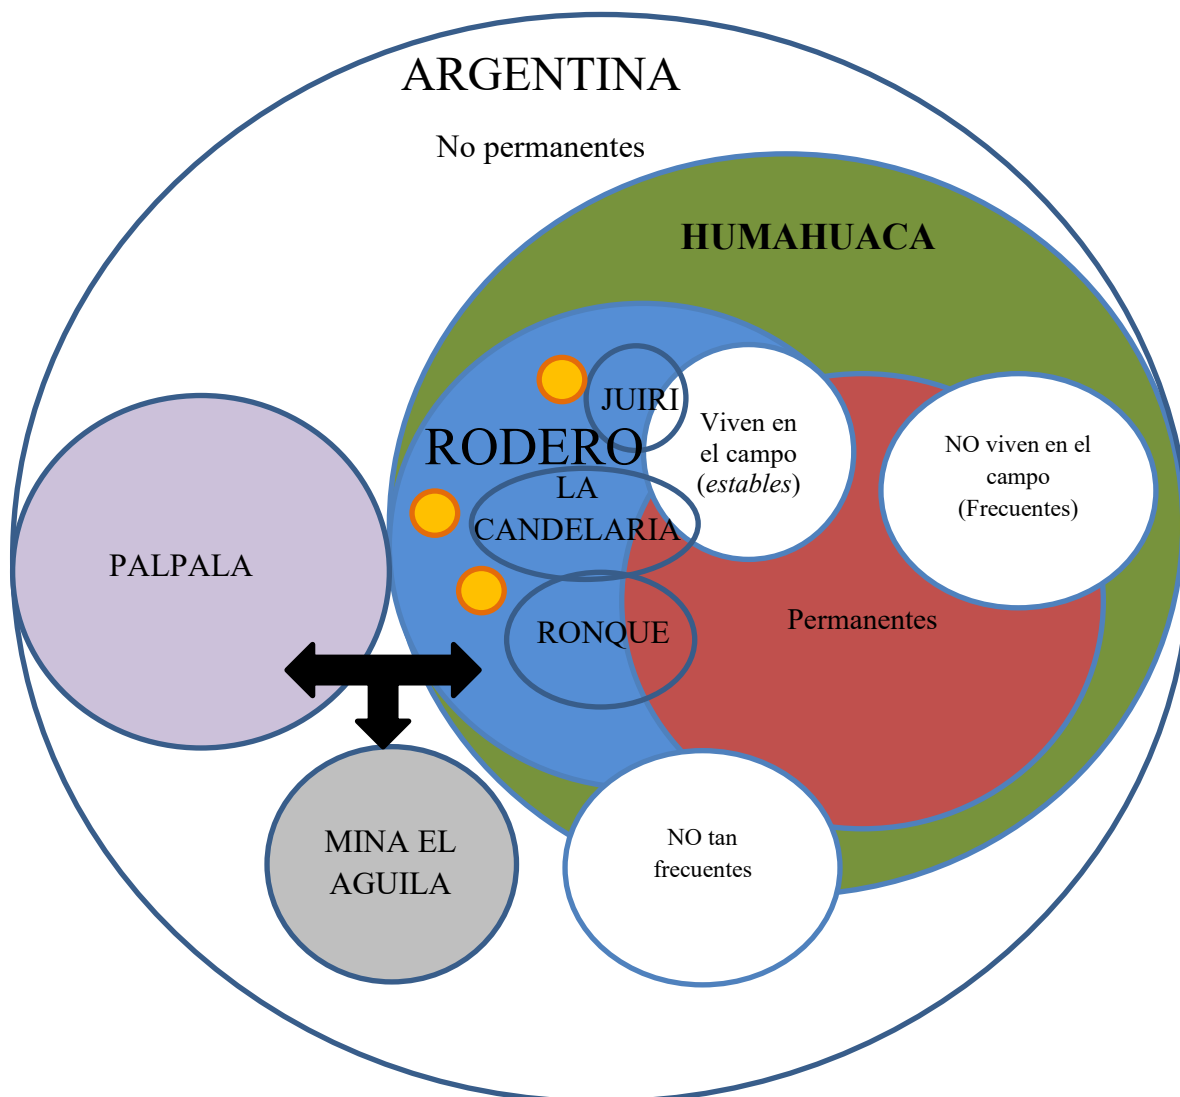 ARGENTINA
No permanentes
HUMAHUACA
JUIRI
RODERO
LA
CANDELARIA
RONQUE
Viven en
el campo
(estables)
NO viven en el
campo
(Frecuentes)
Permanentes
PALPALA
MINA EL
AGUILA
NO tan
frecuentes